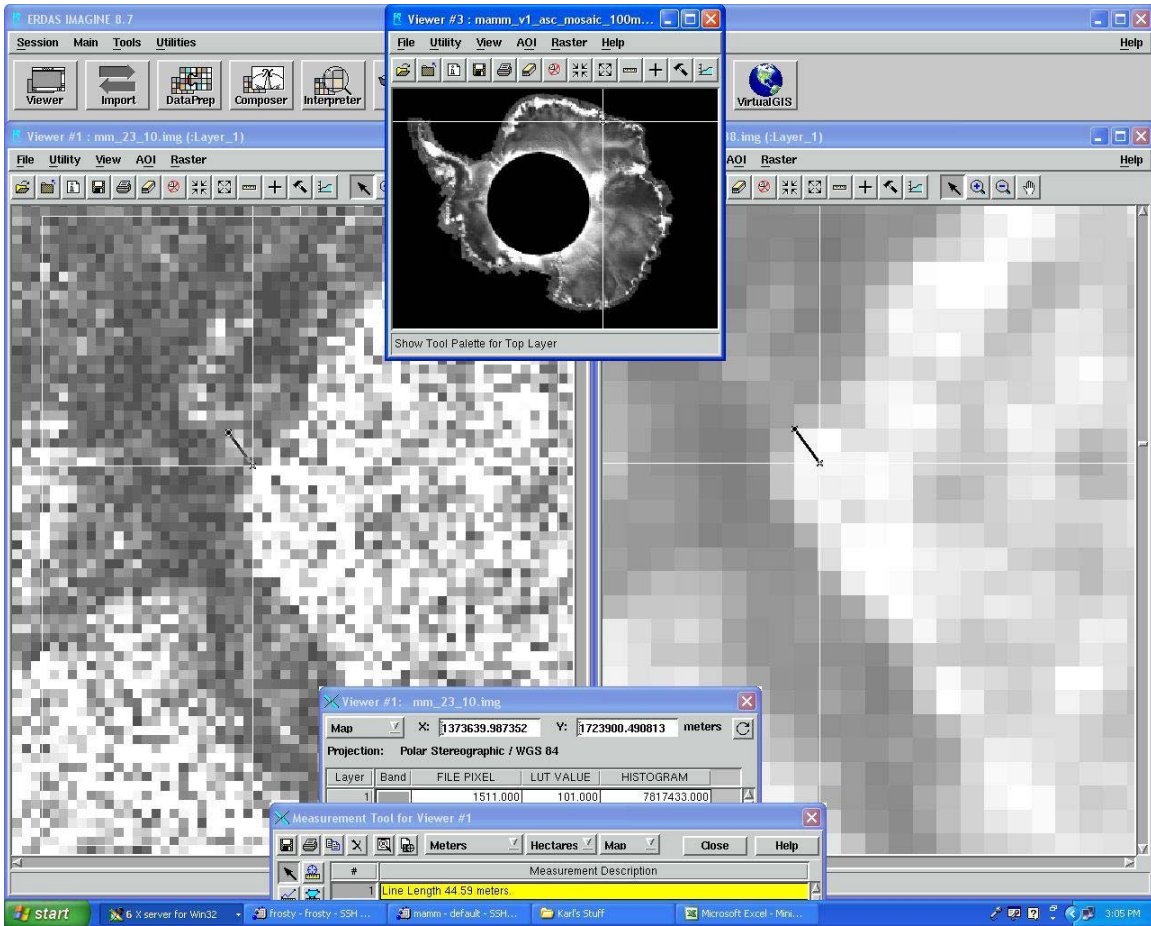 ERDAS IMAGINE 8.7
Session Main Tools Utilities Help
Viewer Import DataPrep Composer Interpreter VirtualGIS
Viewer #3 : mamm_v1_asc_mosaic_100m...
File Utility View AOI Raster Help
Show Tool Palette for Top Layer
Viewer #1 : mm_23_10.img (:Layer_1)
File Utility View AOI Raster
38.img (:Layer_1)
AOI Raster Help
Viewer #1: mm_23_10.img
Map X: 1373639.987352 Y: 1723900.490813 meters
Projection: Polar Stereographic / WGS 84
Layer Band FILE PIXEL LUT VALUE HISTOGRAM
1 1511.000 101.000 7817433.000
Measurement Tool for Viewer #1
Meters Hectares Map Close Help
# Measurement Description
1 Line Length 44.59 meters.
start 6 X server for Win32 frosty - frosty - SSH ... mamm - default - SSH... Karl's Stuff Microsoft Excel - Mini... 3:05 PM